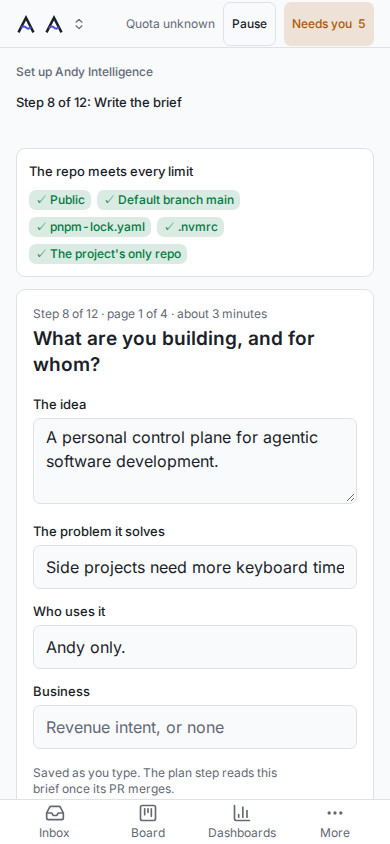 Quota unknown
Pause
Needs you 5
Set up Andy Intelligence
Step 8 of 12: Write the brief
The repo meets every limit
✓ Public
✓ Default branch main
✓ pnpm-lock.yaml
✓ .nvmrc
✓ The project's only repo
Step 8 of 12 · page 1 of 4 · about 3 minutes
What are you building, and for
whom?
The idea
A personal control plane for agentic
software development.
The problem it solves
Side projects need more keyboard time
Who uses it
Andy only.
Business
Revenue intent, or none
Saved as you type. The plan step reads this
brief once its PR merges.
Inbox
Board
Dashboards
More